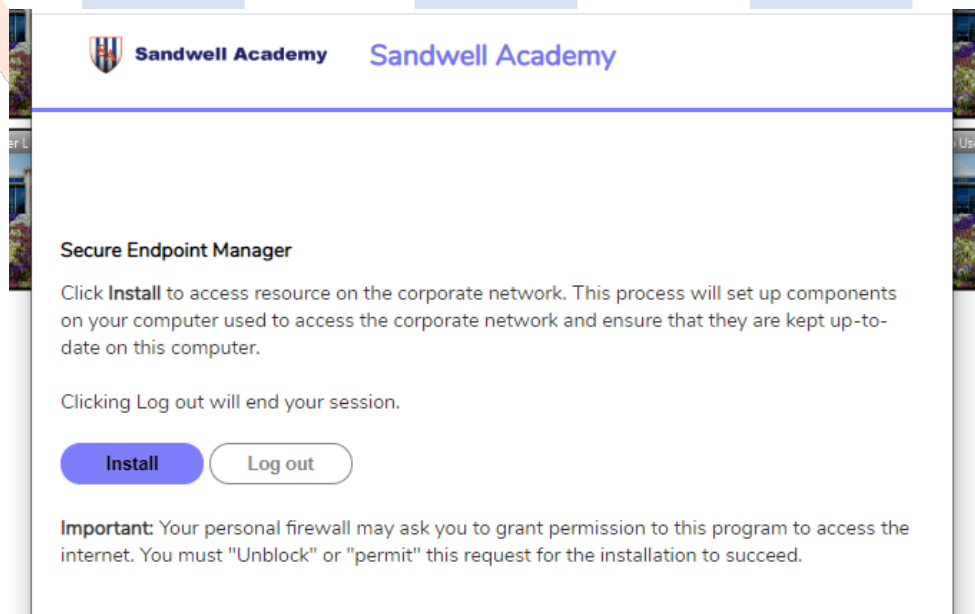 Sandwell Academy Sandwell Academy
er L
Us
Secure Endpoint Manager
Click Install to access resource on the corporate network. This process will set up components
on your computer used to access the corporate network and ensure that they are kept up-to-
date on this computer.
Clicking Log out will end your session.
Install Log out
Important: Your personal firewall may ask you to grant permission to this program to access the
internet. You must "Unblock" or "permit" this request for the installation to succeed.